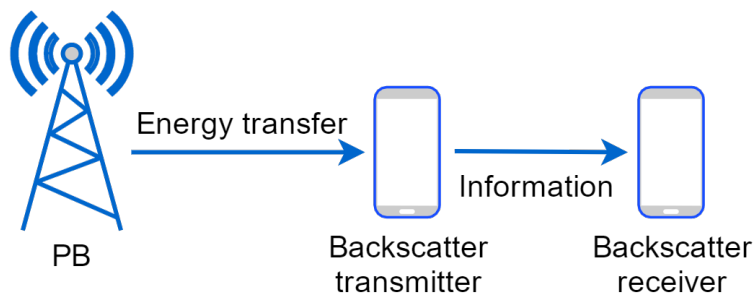 Energy transfer
Information
PB
Backscatter
transmitter
Backscatter
receiver